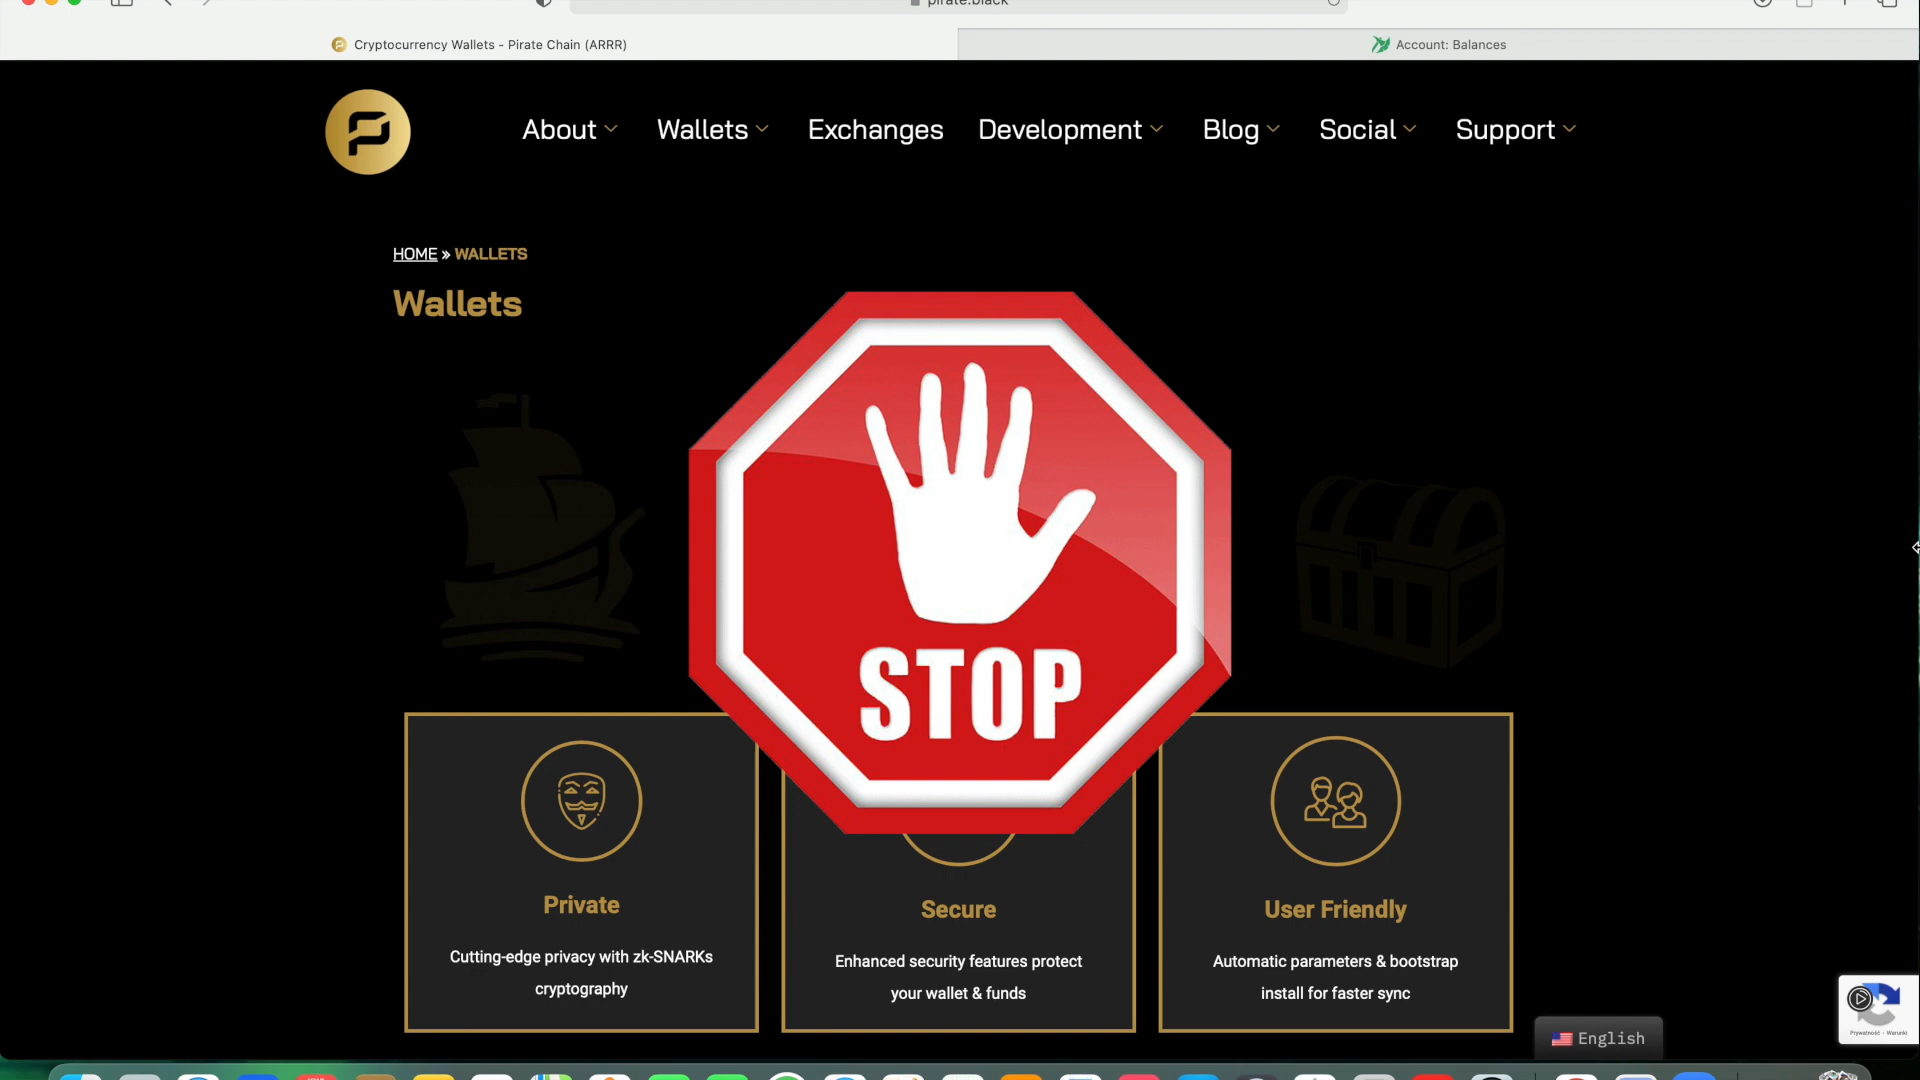 pirate.black
Cryptocurrency Wallets - Pirate Chain (ARRR)
Account: Balances
About
Wallets
Exchanges
Development
Blog
Social
Support
HOME » WALLETS
Wallets
STOP
Private
Cutting-edge privacy with zk-SNARKs
cryptography
Secure
Enhanced security features protect
your wallet & funds
User Friendly
Automatic parameters & bootstrap
install for faster sync
Prywatność - Warunki
English